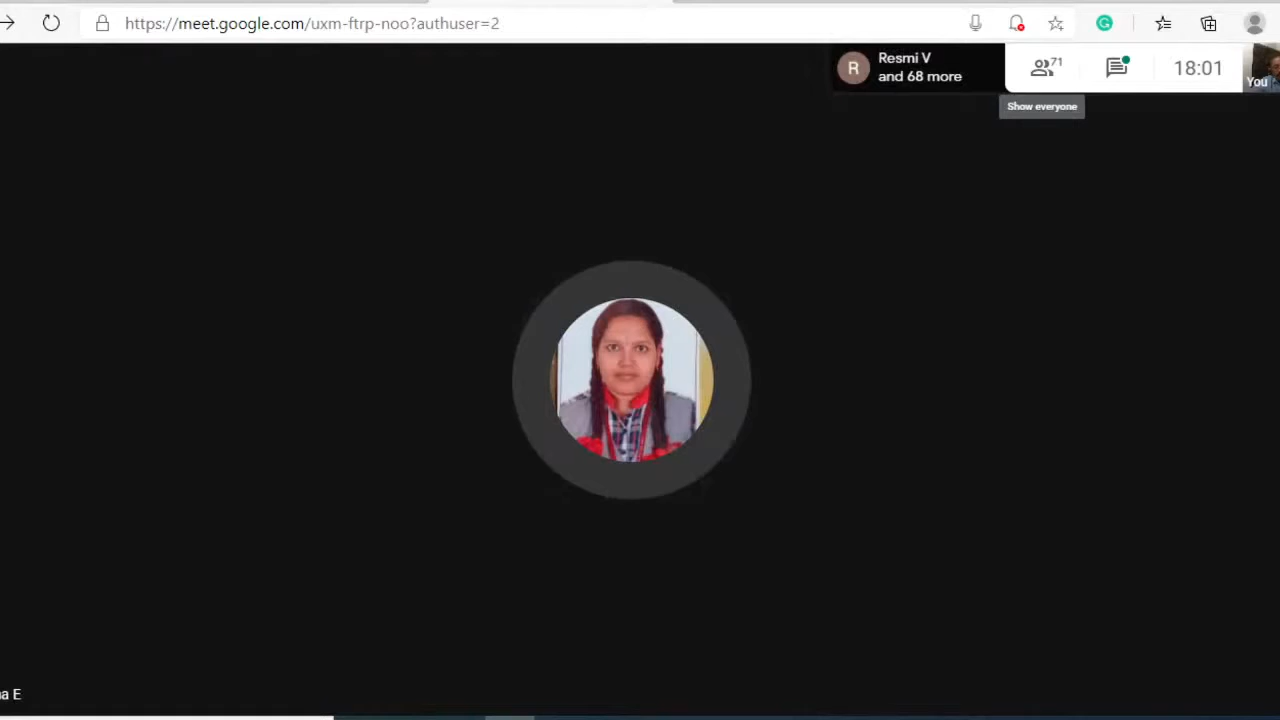 https://meet.google.com/uxm-ftrp-noo?authuser=2
R
Resmi V
and 68 more
71
18:01
You
Show everyone
a E